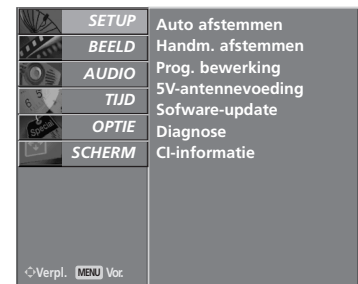 SETUP
BEELD
AUDIO
TIJD
OPTIE
SCHERM
Auto afstemmen
Handm. afstemmen
Prog. bewerking
5V-antennevoeding
Sofware-update
Diagnose
CI-informatie
Verpl. MENU Vor.